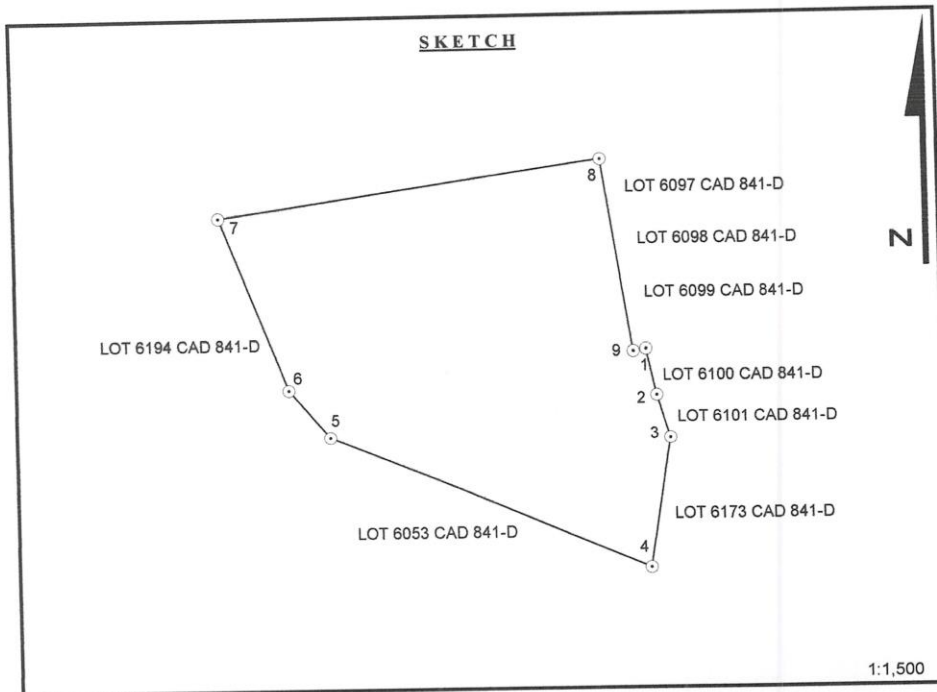 SKETCH
8
LOT 6097 CAD 841-D
7
LOT 6098 CAD 841-D
N
LOT 6099 CAD 841-D
LOT 6194 CAD 841-D
9
1
LOT 6100 CAD 841-D
6
2
LOT 6101 CAD 841-D
5
3
LOT 6173 CAD 841-D
LOT 6053 CAD 841-D
4
1:1,500